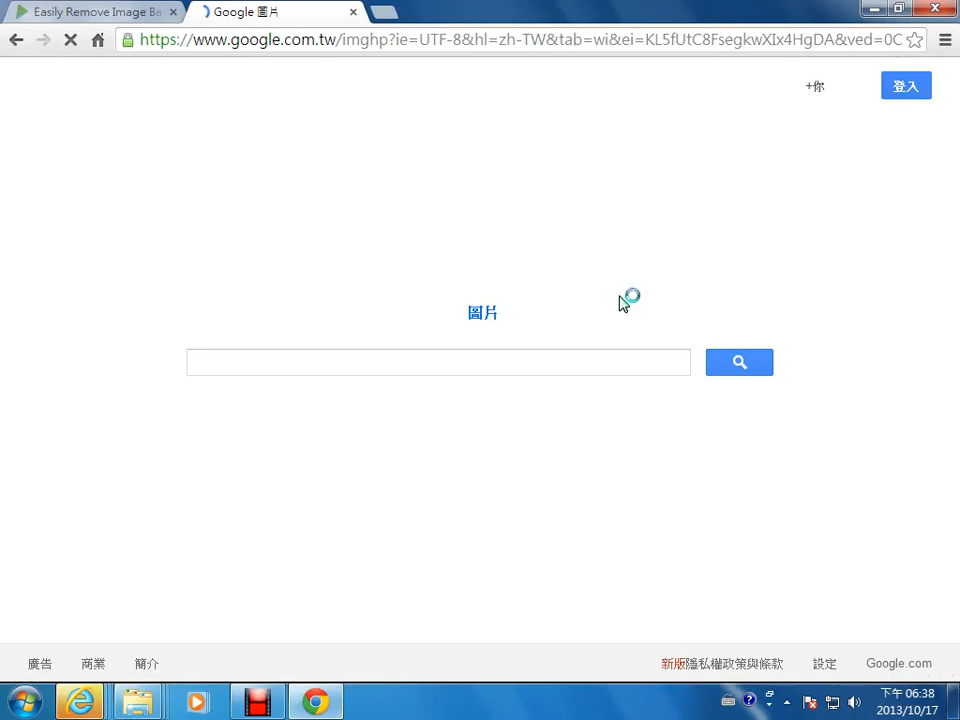 Easily Remove Image Ba
Google 圖片
https://www.google.com.tw/imghp?ie=UTF-8&hl=zh-TW&tab=wi&ei=KL5fUtC8FsegkwXIx4HgDA&ved=0C
+你
登入
圖片
廣告 商業 簡介 新版隱私權政策與條款 設定 Google.com
下午 06:38
2013/10/17